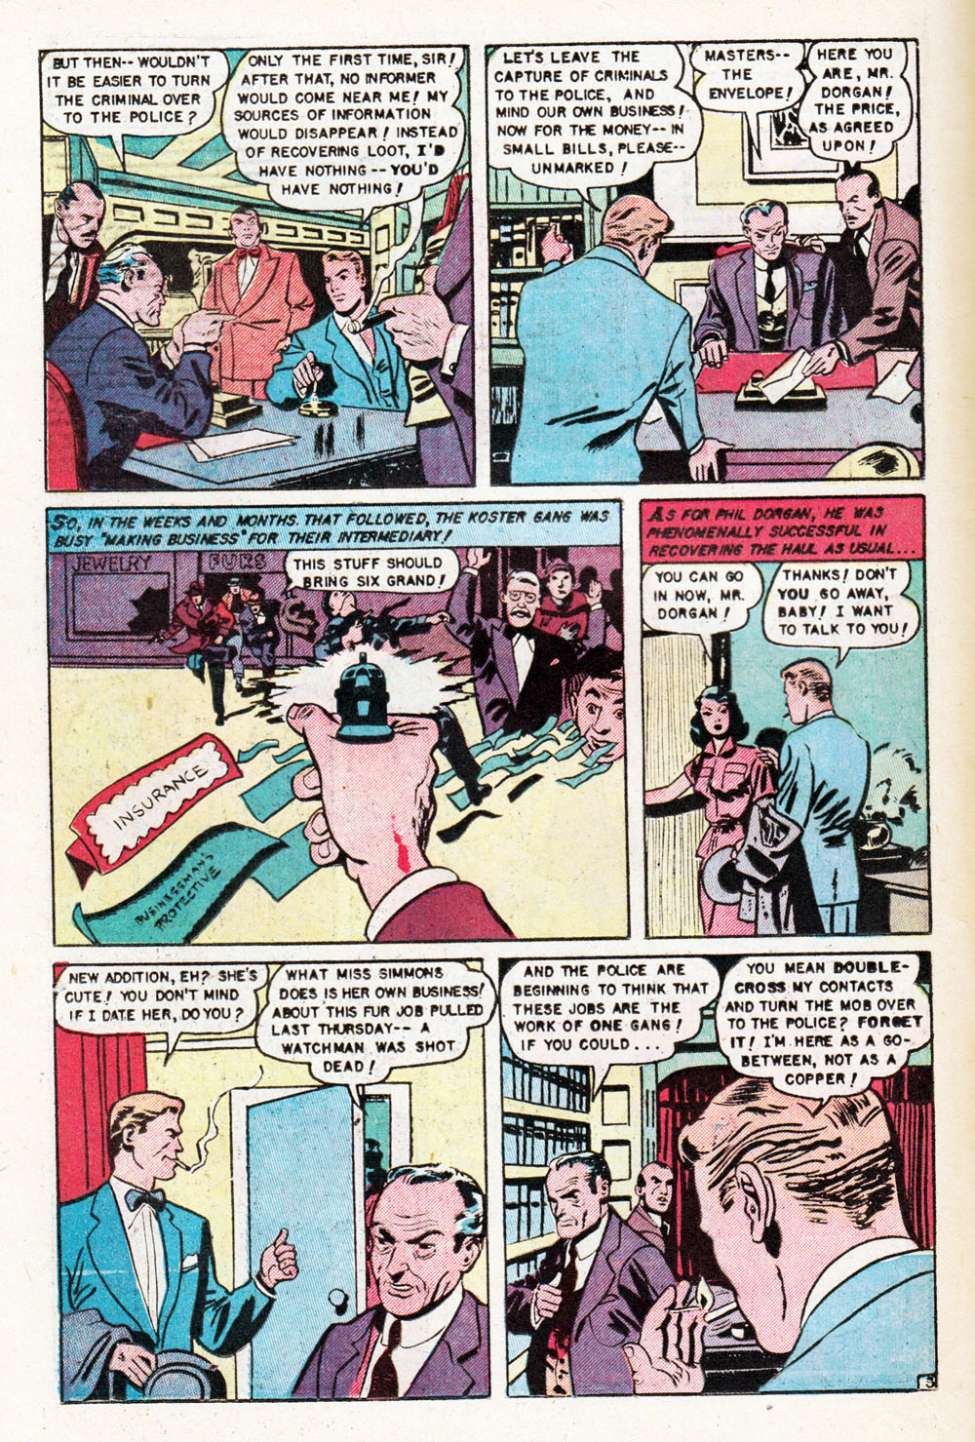 BUT THEN-- WOULDN'T
IT BE EASIER TO TURN
THE CRIMINAL OVER
TO THE POLICE?
ONLY THE FIRST TIME, SIR!
AFTER THAT, NO INFORMER
WOULD COME NEAR ME! MY
SOURCES OF INFORMATION
WOULD DISAPPEAR! INSTEAD
OF RECOVERING LOOT, I'D
HAVE NOTHING-- YOU'D
HAVE NOTHING!
LET'S LEAVE THE
CAPTURE OF CRIMINALS
TO THE POLICE, AND
MIND OUR OWN BUSINESS!
NOW FOR THE MONEY-- IN
SMALL BILLS, PLEASE--
UNMARKED!
MASTERS--
THE
ENVELOPE!
HERE YOU
ARE, MR.
DORGAN!
THE PRICE,
AS AGREED
UPON!
SO, IN THE WEEKS AND MONTHS THAT FOLLOWED, THE KOSTER GANG WAS
BUSY "MAKING BUSINESS" FOR THEIR INTERMEDIARY!
JEWELRY
FURS
THIS STUFF SHOULD
BRING SIX GRAND!
INSURANCE
BUSINESSMAN'S
PROTECTIVE
AS FOR PHIL DORGAN, HE WAS
PHENOMENALLY SUCCESSFUL IN
RECOVERING THE HAUL AS USUAL...
YOU CAN GO
IN NOW, MR.
DORGAN!
THANKS! DON'T
YOU GO AWAY,
BABY! I WANT
TO TALK TO YOU!
NEW ADDITION, EH? SHE'S
CUTE! YOU DON'T MIND
IF I DATE HER, DO YOU?
WHAT MISS SIMMONS
DOES IS HER OWN BUSINESS!
ABOUT THIS FUR JOB PULLED
LAST THURSDAY-- A
WATCHMAN WAS SHOT
DEAD!
AND THE POLICE ARE
BEGINNING TO THINK THAT
THESE JOBS ARE THE
WORK OF ONE GANG!
IF YOU COULD...
YOU MEAN DOUBLE-
CROSS MY CONTACTS
AND TURN THE MOB OVER
TO THE POLICE? FORGET
IT! I'M HERE AS A GO-
BETWEEN, NOT AS A
COPPER!
5